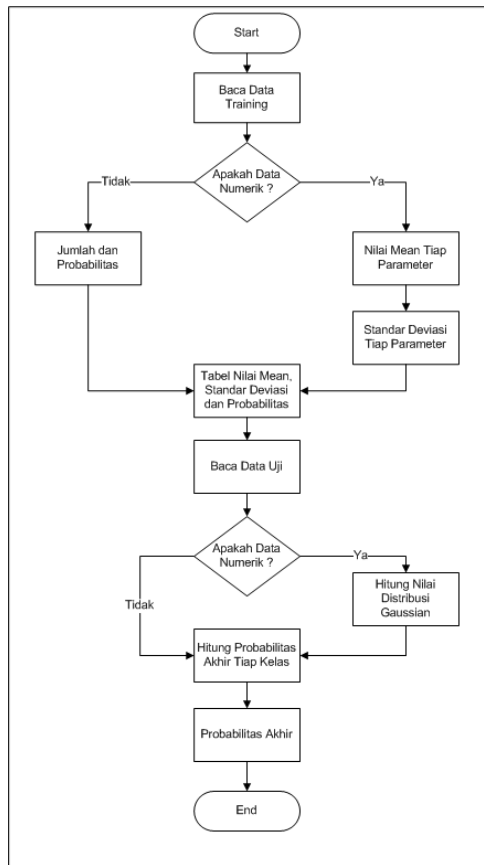 Start
Baca Data
Training
Apakah Data
Numerik ?
Tidak
Ya
Jumlah dan
Probabilitas
Nilai Mean Tiap
Parameter
Standar Deviasi
Tiap Parameter
Tabel Nilai Mean,
Standar Deviasi
dan Probabilitas
Baca Data Uji
Apakah Data
Numerik ?
Ya
Tidak
Hitung Nilai
Distribusi
Gaussian
Hitung Probabilitas
Akhir Tiap Kelas
Probabilitas Akhir
End